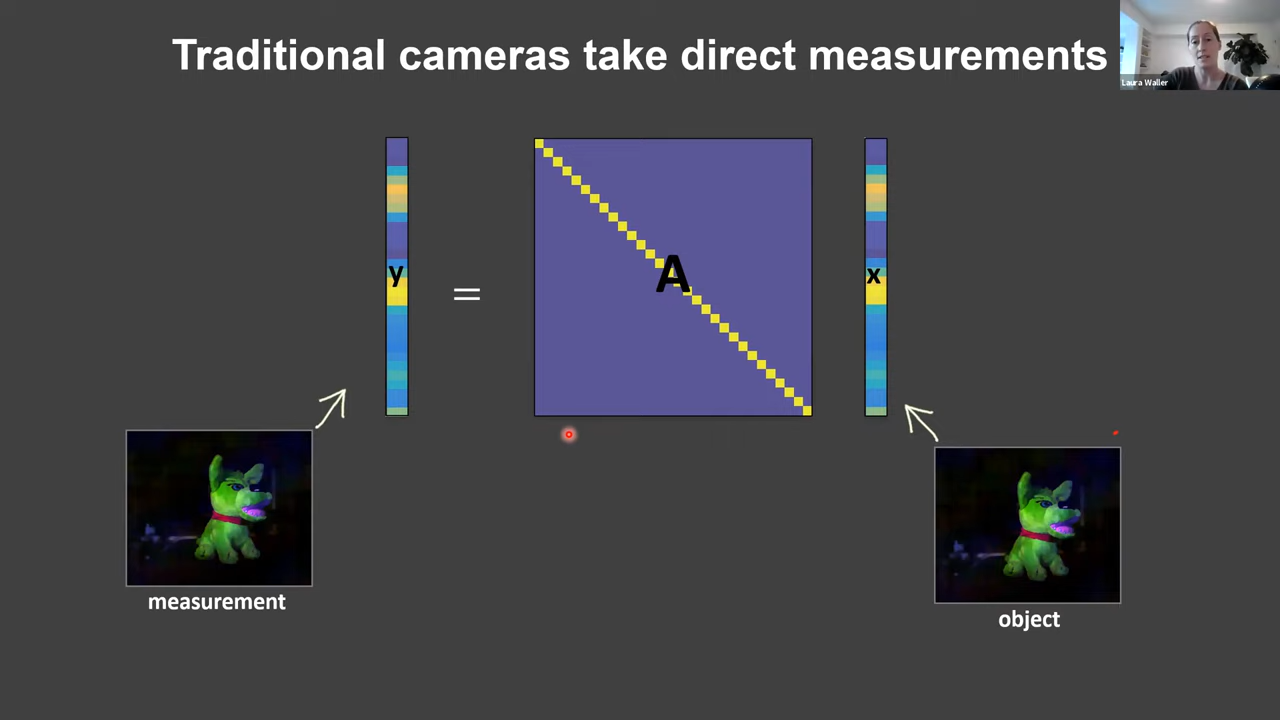 Traditional cameras take direct measurements
Laura Waller
y
=
A
x
measurement
object